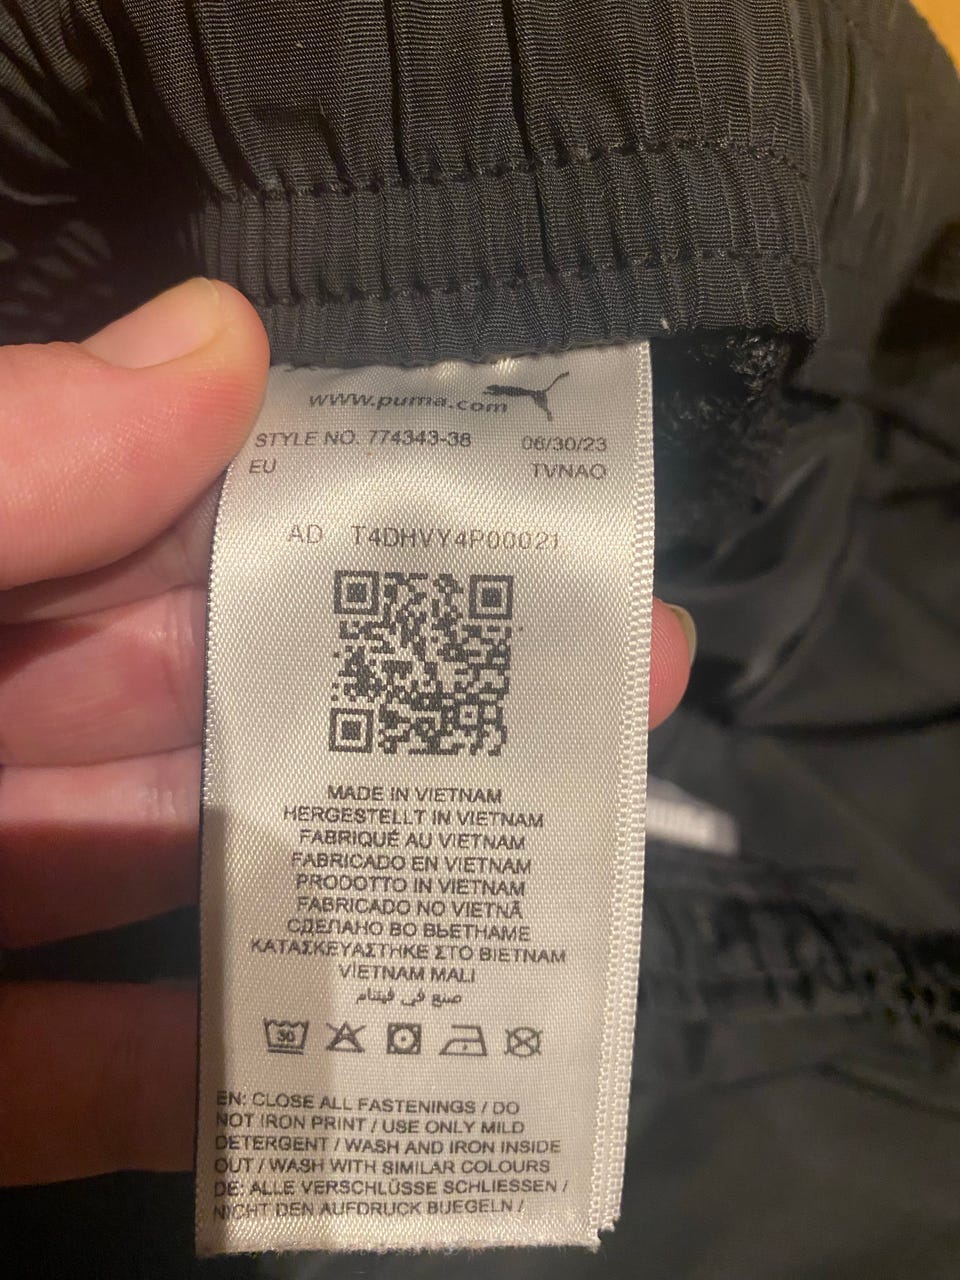 www.puma.com
STYLE NO. 774343-38 06/30/23
EU TVNAO
AD T4DHVY4P00021
MADE IN VIETNAM
HERGESTELLT IN VIETNAM
FABRIQUÉ AU VIETNAM
FABRICADO EN VIETNAM
PRODOTTO IN VIETNAM
FABRICADO NO VIETNÃ
СДЕЛАНО ВО ВЬЕТНАМЕ
ΚΑΤΑΣΚΕΥΑΣΤΗΚΕ ΣΤΟ ΒΙΕΤΝΑΜ
VIETNAM MALI
صنع في فيتنام
30
EN: CLOSE ALL FASTENINGS / DO
NOT IRON PRINT / USE ONLY MILD
DETERGENT / WASH AND IRON INSIDE
OUT / WASH WITH SIMILAR COLOURS
DE: ALLE VERSCHLÜSSE SCHLIESSEN /
NICHT DEN AUFDRUCK BUEGELN /